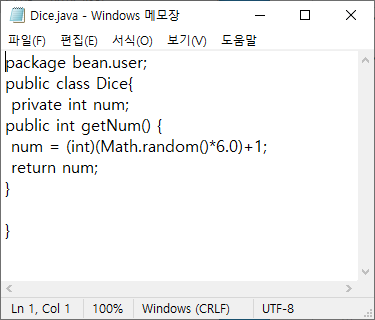 Dice.java - Windows 메모장
파일(F) 편집(E) 서식(O) 보기(V) 도움말
package bean.user;
public class Dice{
 private int num;
public int getNum() {
 num = (int)(Math.random()*6.0)+1;
 return num;
}
}
Ln 1, Col 1 100% Windows (CRLF) UTF-8